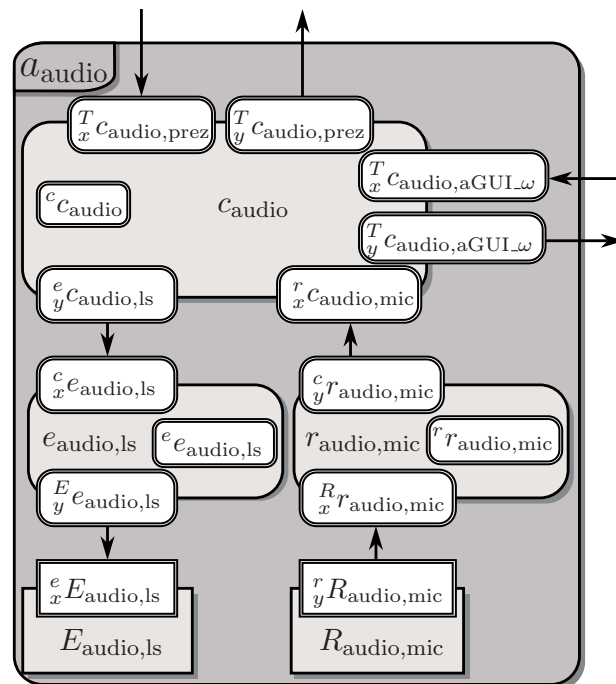 a_audio
^T_x c_audio,prez
^T_y c_audio,prez
^T_x c_audio,aGUI_ω
^c c_audio
c_audio
^T_y c_audio,aGUI_ω
^e_y c_audio,ls
^r_x c_audio,mic
^c_x e_audio,ls
^c_y r_audio,mic
e_audio,ls
^e e_audio,ls
r_audio,mic
^r r_audio,mic
^E_y e_audio,ls
^R_x r_audio,mic
^e_x E_audio,ls
^r_y R_audio,mic
E_audio,ls
R_audio,mic